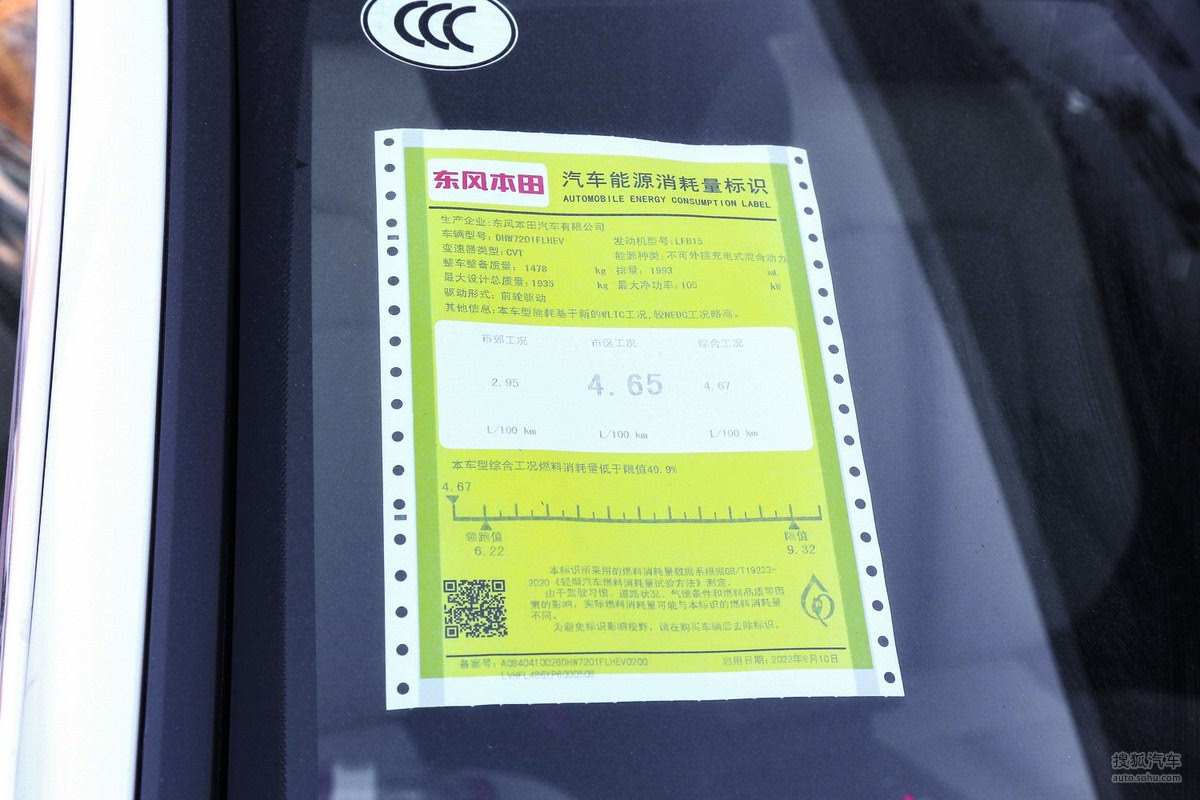 CCC
东风本田 汽车能源消耗量标识
AUTOMOBILE ENERGY CONSUMPTION LABEL
生产企业:东风本田汽车有限公司
车辆型号:DHW7201FLHEV 发动机型号:LFB15
变速器类型:CVT 能源种类:不可外接充电式混合动力
整车整备质量: 1478 kg 排量: 1993 mL
最大设计总质量:1935 kg 最大净功率:105 kW
驱动形式: 前轮驱动
其他信息:本车型能耗基于新的WLTC工况,较NEDC工况略高。
市郊工况 市区工况 综合工况
2.95 4.65 4.67
L/100 km L/100 km L/100 km
本车型综合工况燃料消耗量低于限值49.9%
4.67
领跑值 限值
6.22 9.32
本标识所采用的燃料消耗量数据系根据GB/T19233-
2020《轻型汽车燃料消耗量试验方法》测定。
由于驾驶习惯、道路状况、气候条件和燃料品质等因
素的影响，实际燃料消耗量可能与本标识的燃料消耗量
不同。
为避免标识影响视野，请在购买车辆后去除标识。
备案号: 启用日期:2022年8月10日
搜狐汽车
auto.sohu.com